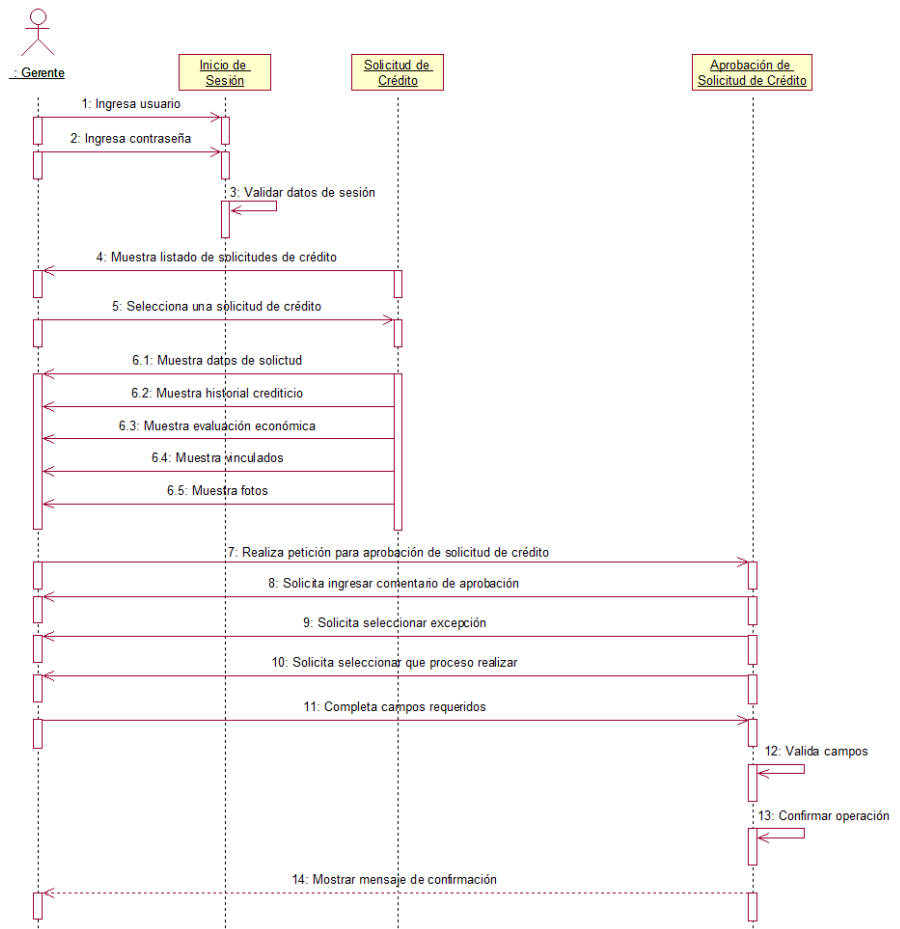 : Gerente
Inicio de
Sesión
Solicitud de
Crédito
Aprobación de
Solicitud de Crédito
1: Ingresa usuario
2: Ingresa contraseña
3: Validar datos de sesión
4: Muestra listado de solicitudes de crédito
5: Selecciona una solicitud de crédito
6.1: Muestra datos de solictud
6.2: Muestra historial crediticio
6.3: Muestra evaluación económica
6.4: Muestra vinculados
6.5: Muestra fotos
7: Realiza petición para aprobación de solicitud de crédito
8: Solicita ingresar comentario de aprobación
9: Solicita seleccionar excepción
10: Solicita seleccionar que proceso realizar
11: Completa campos requeridos
12: Valida campos
13: Confirmar operación
14: Mostrar mensaje de confirmación